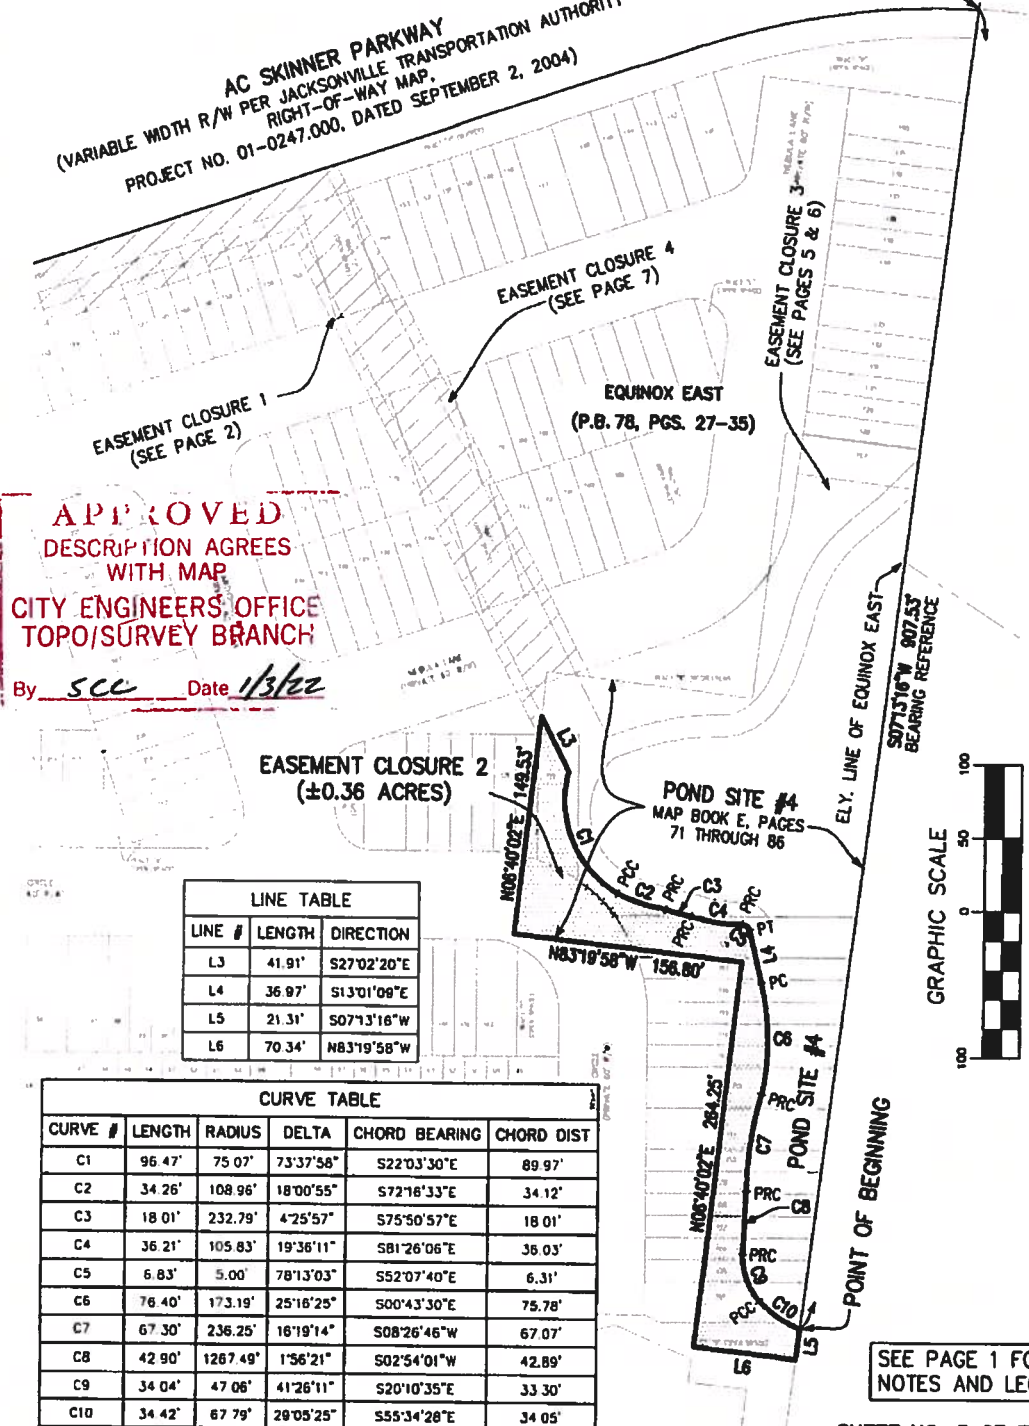 AC SKINNER PARKWAY
(VARIABLE WIDTH R/W PER JACKSONVILLE TRANSPORTATION AUTHORITY
RIGHT-OF-WAY MAP,
PROJECT NO. 01-0247.000, DATED SEPTEMBER 2, 2004)
EASEMENT CLOSURE 3
(SEE PAGES 5 & 6)
EASEMENT CLOSURE 4
(SEE PAGE 7)
EQUINOX EAST
(P.B. 78, PGS. 27-35)
EASEMENT CLOSURE 1
(SEE PAGE 2)
APPROVED
DESCRIPTION AGREES
WITH MAP
CITY ENGINEERS OFFICE
TOPO/SURVEY BRANCH
By SCC Date 1/3/22
ELY. LINE OF EQUINOX EAST
S07°13'16"W 907.53'
BEARING REFERENCE
EASEMENT CLOSURE 2
(±0.36 ACRES)
POND SITE #4
MAP BOOK E, PAGES
71 THROUGH 86
L3
N06°40'02"E 149.53'
C1
PCC
C2
PRC
C3
PRC
C4
PRC
C5
PT
L4
PC
N83°19'58"W 156.80'
C6
PRC
C7
PRC
C8
PRC
C9
PCC
C10
L5
L6
N06°40'02"E 264.25'
POND SITE #4
POINT OF BEGINNING
GRAPHIC SCALE
100
50
0
100
LINE TABLE
LINE # LENGTH DIRECTION
L3 41.91' S27°02'20"E
L4 36.97' S13°01'09"E
L5 21.31' S07°13'16"W
L6 70.34' N83°19'58"W
CURVE TABLE
CURVE # LENGTH RADIUS DELTA CHORD BEARING CHORD DIST
C1 96.47' 75.07' 73°37'58" S22°03'30"E 89.97'
C2 34.26' 108.96' 18°00'55" S72°16'33"E 34.12'
C3 18.01' 232.79' 4°25'57" S75°50'57"E 18.01'
C4 36.21' 105.83' 19°36'11" S81°26'06"E 36.03'
C5 6.83' 5.00' 78°13'03" S52°07'40"E 6.31'
C6 76.40' 173.19' 25°16'25" S00°43'30"E 75.78'
C7 67.30' 236.25' 16°19'14" S08°26'46"W 67.07'
C8 42.90' 1267.49' 1°56'21" S02°54'01"W 42.89'
C9 34.04' 47.06' 41°26'11" S20°10'35"E 33.30'
C10 34.42' 67.79' 29°05'25" S55°34'28"E 34.05'
SEE PAGE 1 FO
NOTES AND LE